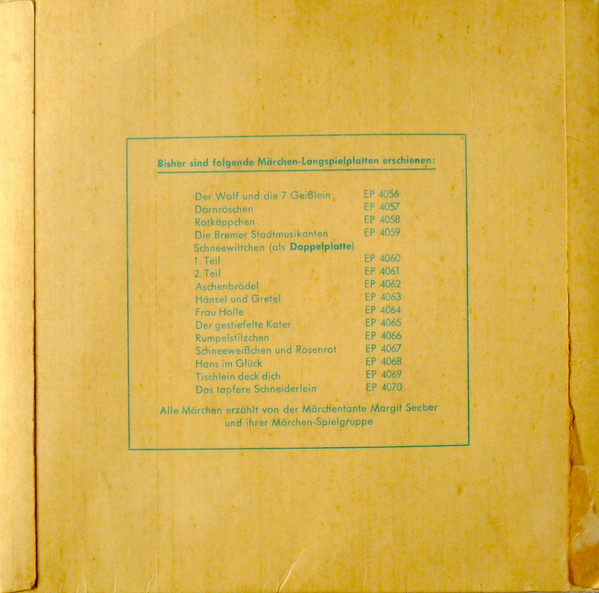 Bisher sind folgende Märchen-Langspielplatten erschienen:
Der Wolf und die 7 Geißlein EP 4056
Dornröschen EP 4057
Rotkäppchen EP 4058
Die Bremer Stadtmusikanten EP 4059
Schneewittchen (als Doppelplatte)
1. Teil EP 4060
2. Teil EP 4061
Aschenbrödel EP 4062
Hänsel und Gretel EP 4063
Frau Holle EP 4064
Der gestiefelte Kater EP 4065
Rumpelstilzchen EP 4066
Schneeweißchen und Rosenrot EP 4067
Hans im Glück EP 4068
Tischlein deck dich EP 4069
Das tapfere Schneiderlein EP 4070
Alle Märchen erzählt von der Märchentante Margit Seeber
und ihrer Märchen-Spielgruppe